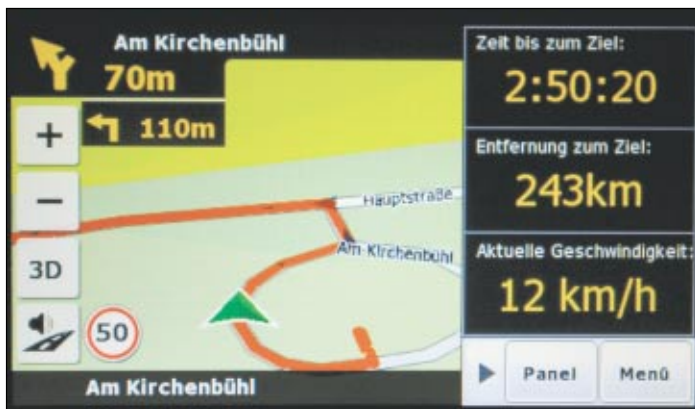 Am Kirchenbühl
70m
110m
+
−
3D
50
Hauptstraße
Am Kirchenbühl
Am Kirchenbühl
Zeit bis zum Ziel:
2:50:20
Entfernung zum Ziel:
243km
Aktuelle Geschwindigkeit:
12 km/h
Panel
Menü